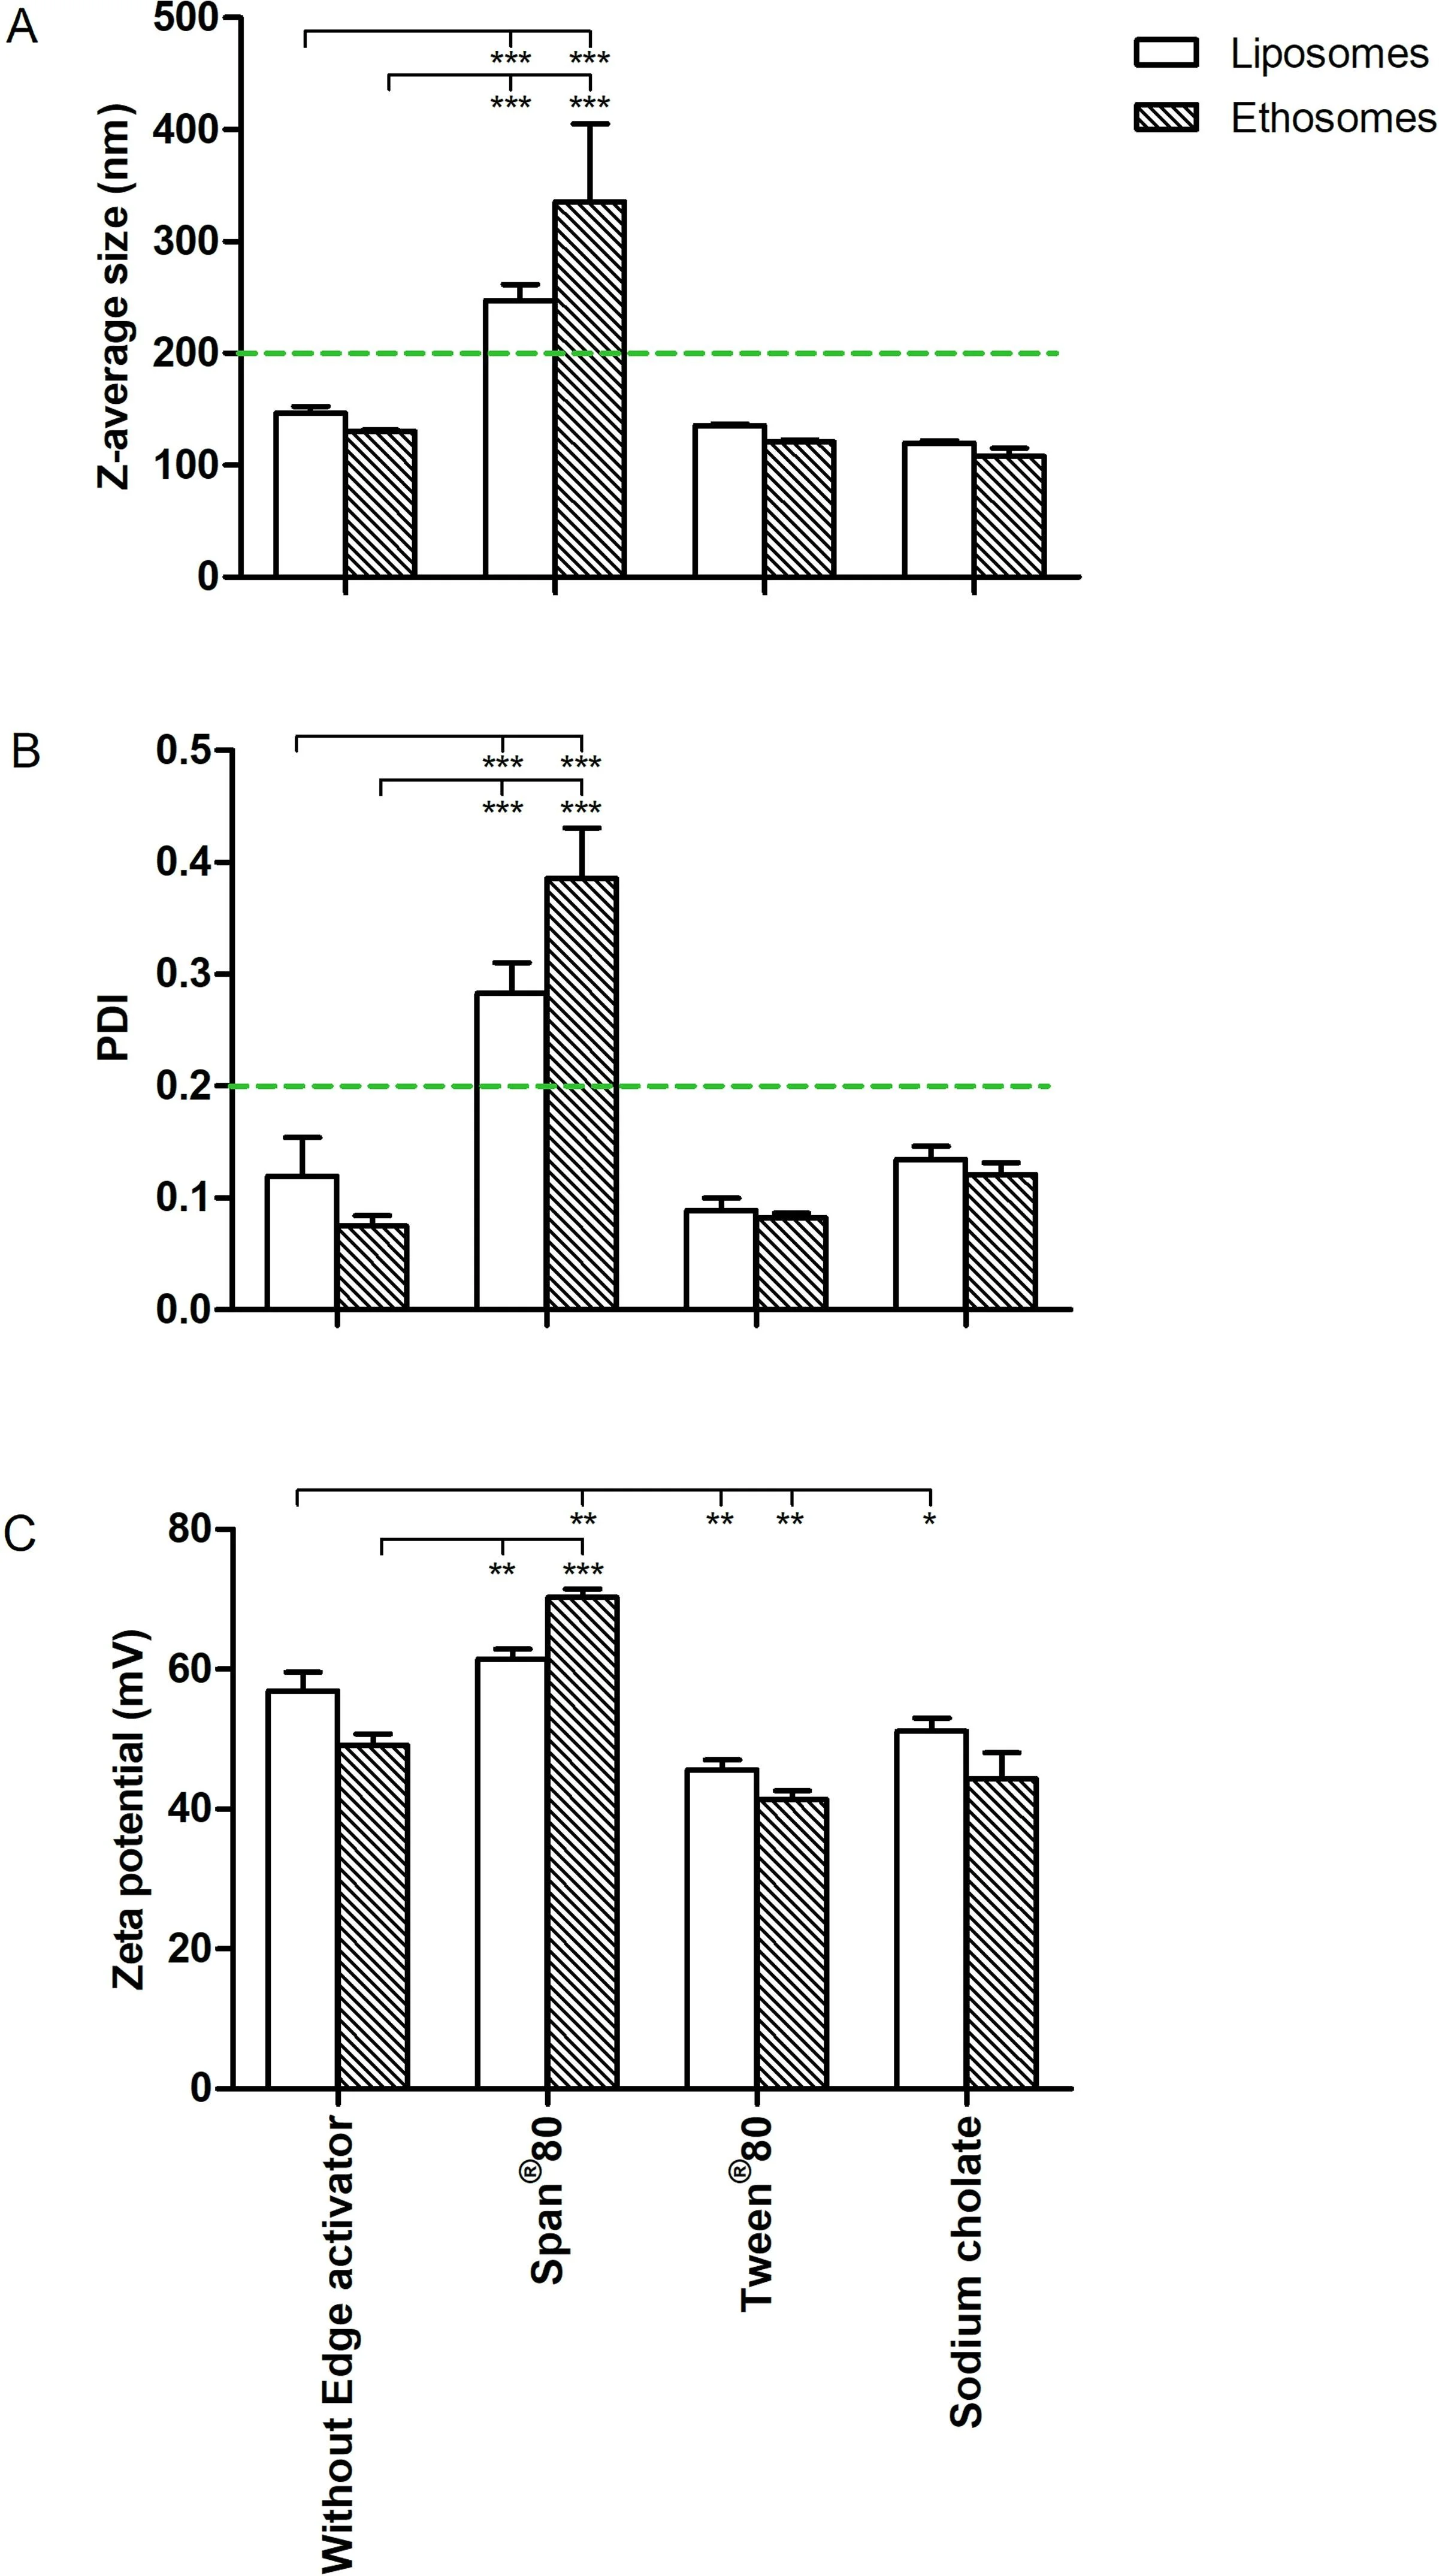 A
500
400
300
200
100
0
Z-average size (nm)
*** ***
*** ***
Liposomes
Ethosomes
B
0.5
0.4
0.3
0.2
0.1
0.0
PDI
*** ***
*** ***
C
80
60
40
20
0
Zeta potential (mV)
** ** ** *
** ***
Without Edge activator
Span®80
Tween®80
Sodium cholate